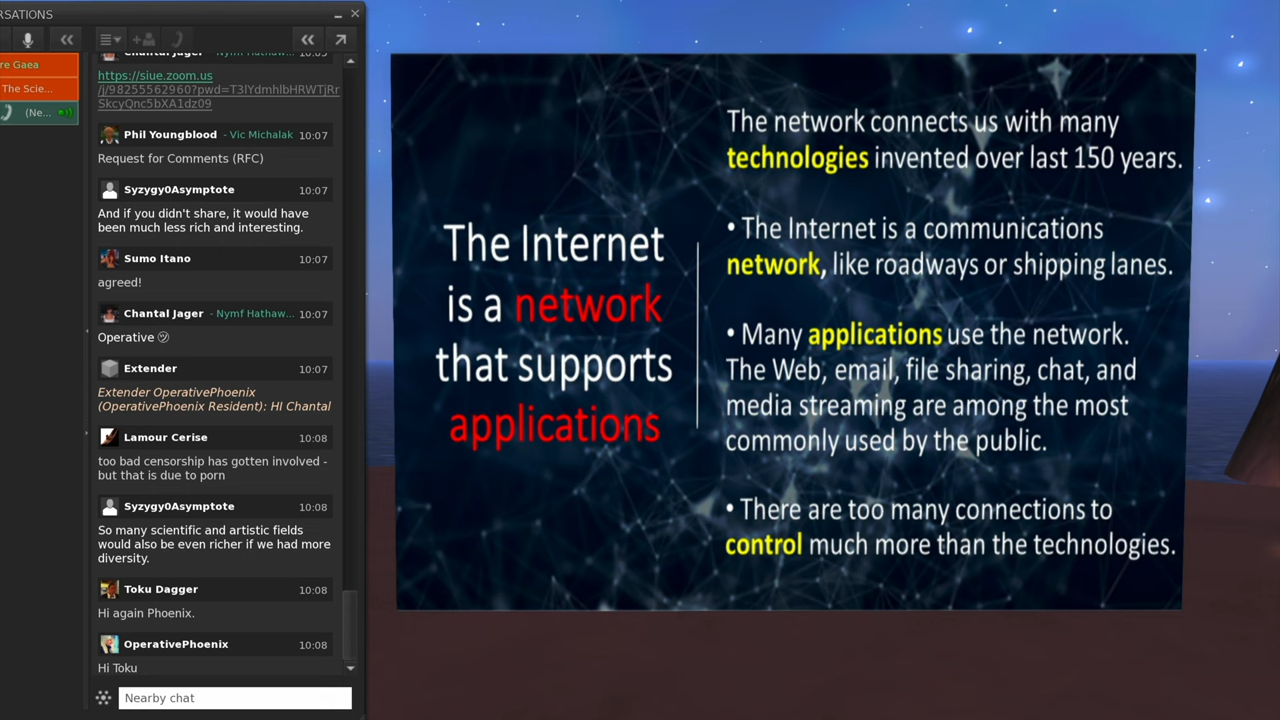 RSATIONS
re Gaea
The Scie...
(Ne...
Chantal Jager - Nymf Hathaw... 10:05
https://siue.zoom.us
/j/98255562960?pwd=T3lYdmhlbHRWTjRr
SkcyQnc5bXA1dz09
Phil Youngblood - Vic Michalak 10:07
Request for Comments (RFC)
Syzygy0Asymptote 10:07
And if you didn't share, it would have
been much less rich and interesting.
Sumo Itano 10:07
agreed!
Chantal Jager - Nymf Hathaw... 10:07
Operative ㋡
Extender 10:07
Extender OperativePhoenix
(OperativePhoenix Resident): HI Chantal
Lamour Cerise 10:08
too bad censorship has gotten involved -
but that is due to porn
Syzygy0Asymptote 10:08
So many scientific and artistic fields
would also be even richer if we had more
diversity.
Toku Dagger 10:08
Hi again Phoenix.
OperativePhoenix 10:08
Hi Toku
Nearby chat
The Internet
is a network
that supports
applications
The network connects us with many
technologies invented over last 150 years.
• The Internet is a communications
network, like roadways or shipping lanes.
• Many applications use the network.
The Web, email, file sharing, chat, and
media streaming are among the most
commonly used by the public.
• There are too many connections to
control much more than the technologies.